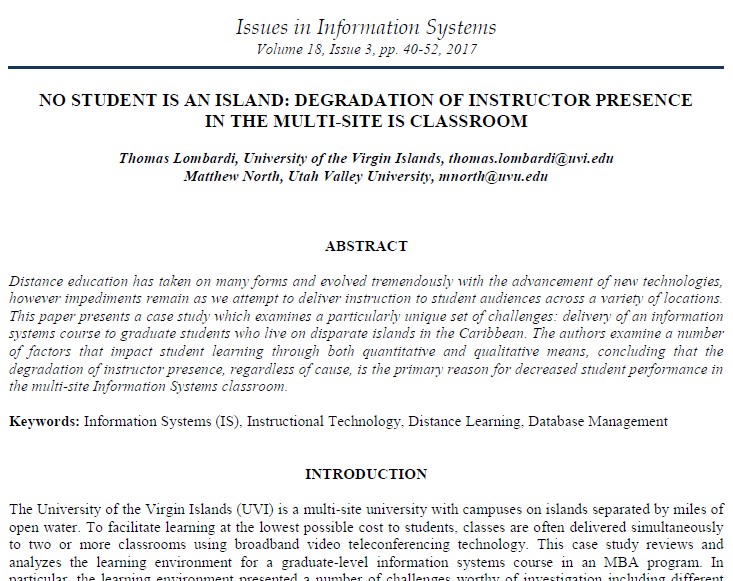 Issues in Information Systems
Volume 18, Issue 3, pp. 40-52, 2017
NO STUDENT IS AN ISLAND: DEGRADATION OF INSTRUCTOR PRESENCE
IN THE MULTI-SITE IS CLASSROOM
Thomas Lombardi, University of the Virgin Islands, thomas.lombardi@uvi.edu
Matthew North, Utah Valley University, mnorth@uvu.edu
ABSTRACT
Distance education has taken on many forms and evolved tremendously with the advancement of new technologies,
however impediments remain as we attempt to deliver instruction to student audiences across a variety of locations.
This paper presents a case study which examines a particularly unique set of challenges: delivery of an information
systems course to graduate students who live on disparate islands in the Caribbean. The authors examine a number
of factors that impact student learning through both quantitative and qualitative means, concluding that the
degradation of instructor presence, regardless of cause, is the primary reason for decreased student performance in
the multi-site Information Systems classroom.
Keywords: Information Systems (IS), Instructional Technology, Distance Learning, Database Management
INTRODUCTION
The University of the Virgin Islands (UVI) is a multi-site university with campuses on islands separated by miles of
open water. To facilitate learning at the lowest possible cost to students, classes are often delivered simultaneously
to two or more classrooms using broadband video teleconferencing technology. This case study reviews and
analyzes the learning environment for a graduate-level information systems course in an MBA program. In
particular, the learning environment presented a number of challenges worthy of investigation including different